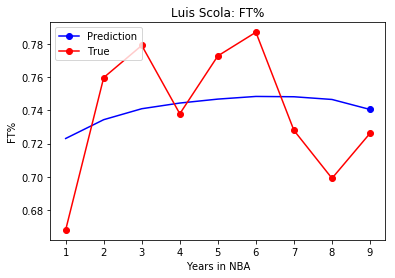 Luis Scola: FT%
Prediction
True
FT%
0.78
0.76
0.74
0.72
0.70
0.68
1 2 3 4 5 6 7 8 9
Years in NBA